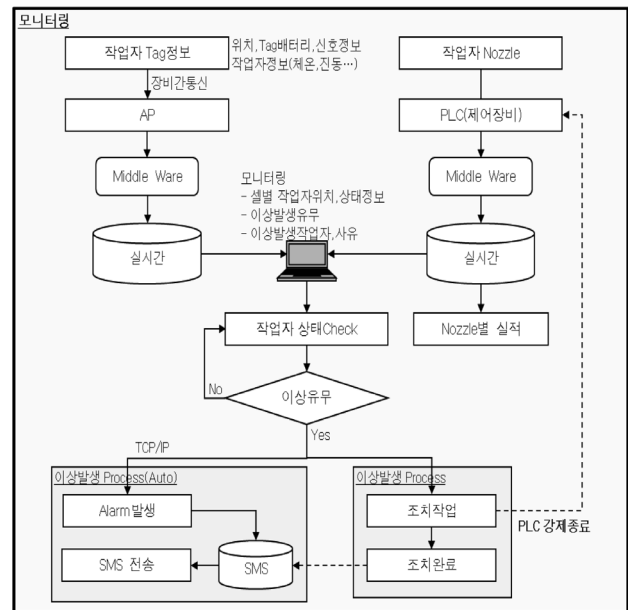 모니터링
작업자 Tag정보
위치,Tag배터리,신호정보
작업자정보(체온,진동…)
작업자 Nozzle
장비간통신
AP
PLC(제어장비)
Middle Ware
Middle Ware
모니터링
- 셀별 작업자위치,상태정보
- 이상발생유무
- 이상발생작업자,사유
실시간
실시간
작업자 상태Check
Nozzle별 실적
No
이상유무
Yes
TCP/IP
이상발생 Process(Auto)
이상발생 Process
Alarm발생
조치작업
PLC 강제종료
SMS 전송
SMS
조치완료